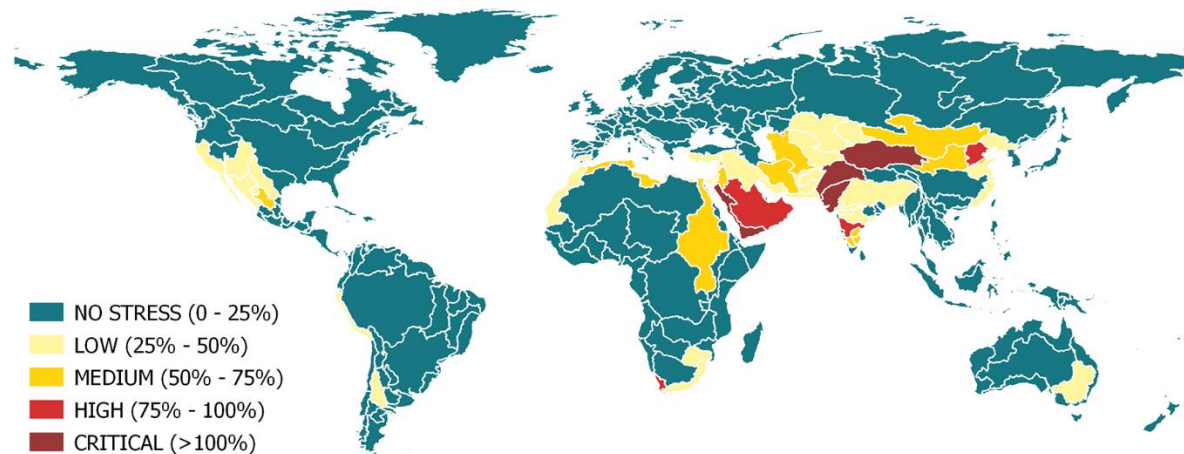 NO STRESS (0 - 25%)
LOW (25% - 50%)
MEDIUM (50% - 75%)
HIGH (75% - 100%)
CRITICAL (>100%)